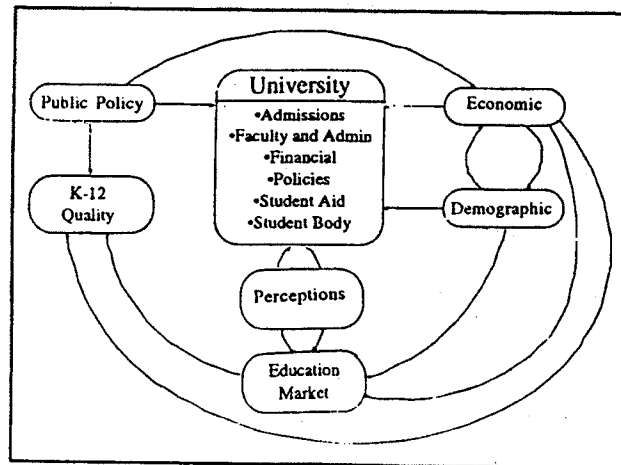 University
Public Policy
Economic
•Admissions
•Faculty and Admin
•Financial
•Policies
•Student Aid
•Student Body
K-12
Quality
Demographic
Perceptions
Education
Market